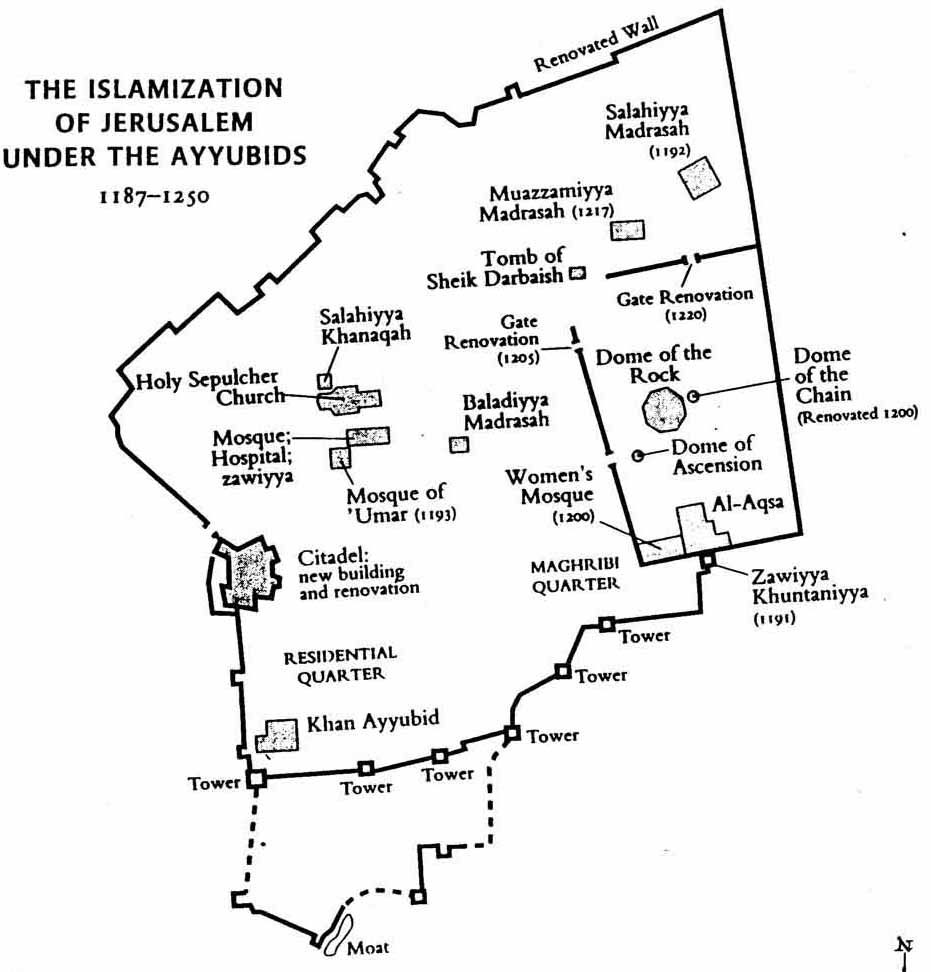 THE ISLAMIZATION
OF JERUSALEM
UNDER THE AYYUBIDS
1187–1250
Renovated Wall
Salahiyya
Madrasah
(1192)
Muazzamiyya
Madrasah (1217)
Tomb of
Sheik Darbaish
Gate Renovation
(1220)
Salahiyya
Khanaqah
Gate
Renovation
(1205)
Dome of the
Rock
Dome
of the
Chain
(Renovated 1200)
Holy Sepulcher
Church
Baladiyya
Madrasah
Mosque;
Hospital;
zawiyya
Dome of
Ascension
Mosque of
'Umar (1193)
Women's
Mosque
(1200)
Al-Aqsa
Citadel:
new building
and renovation
MAGHRIBI
QUARTER
Zawiyya
Khuntaniyya
(1191)
Tower
RESIDENTIAL
QUARTER
Tower
Khan Ayyubid
Tower
Tower
Tower
Tower
Moat
N